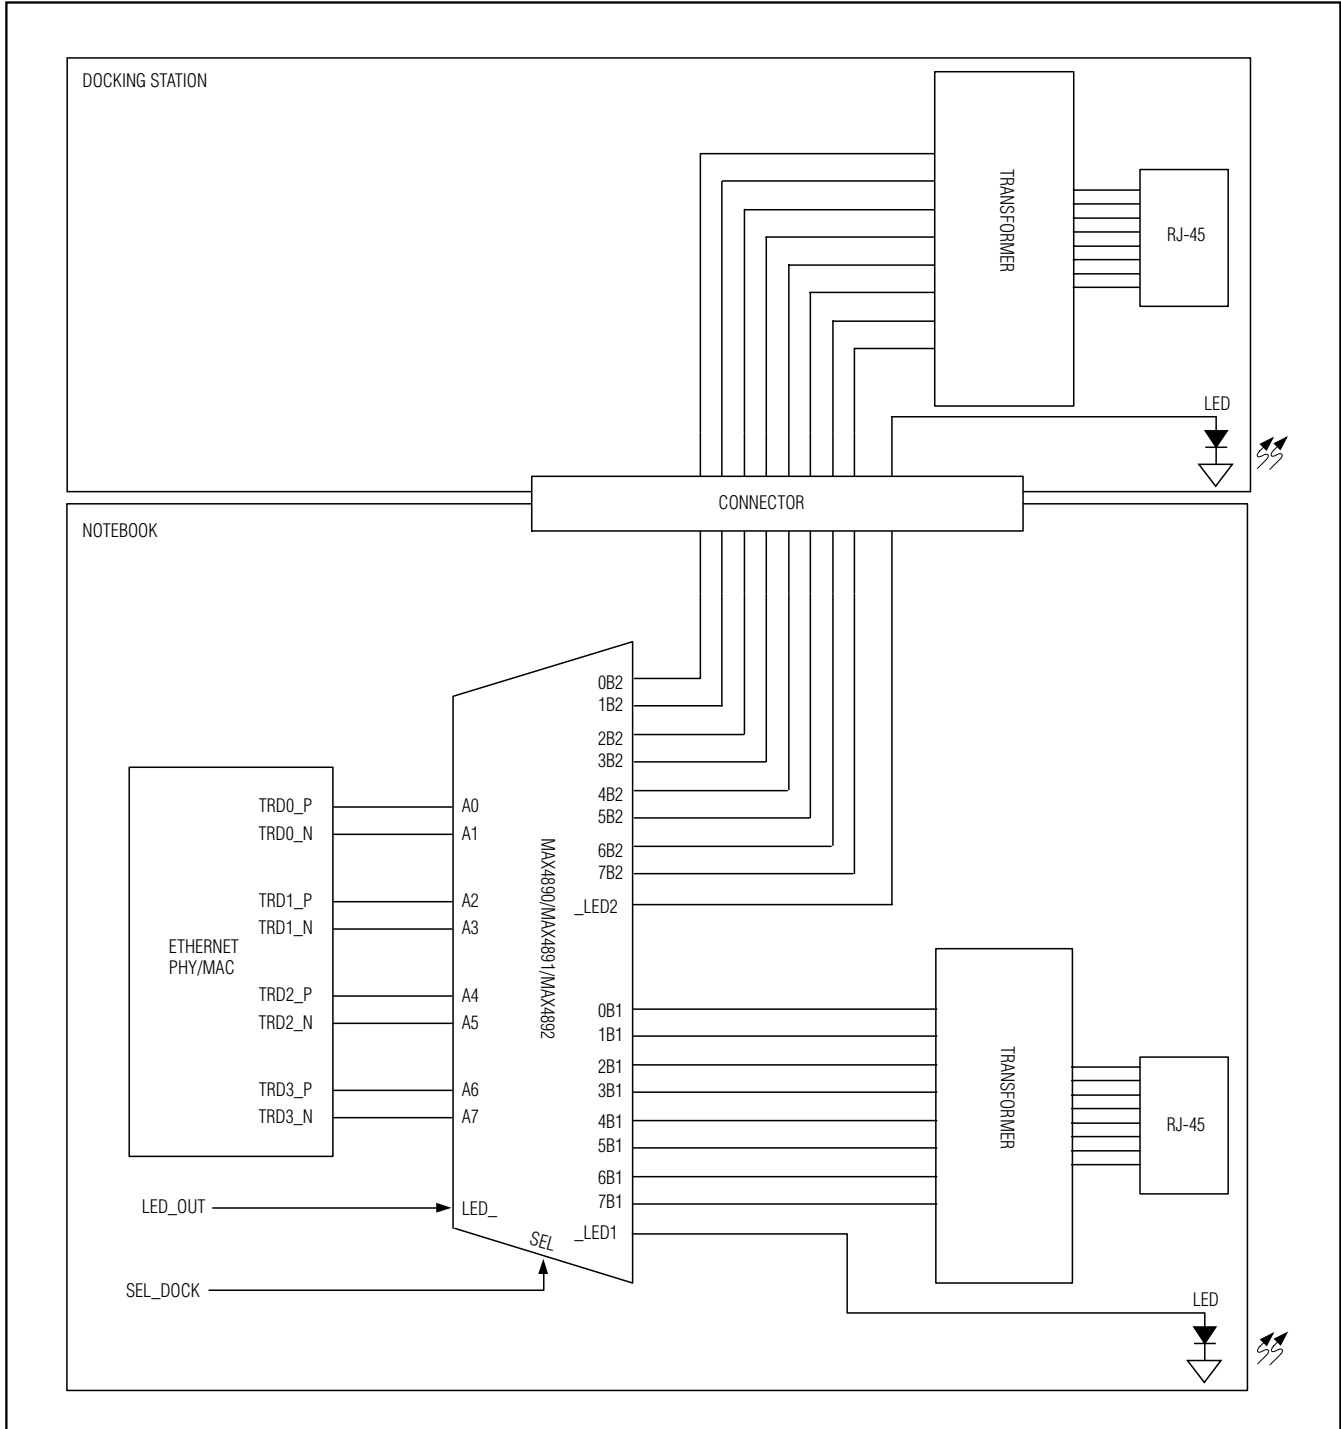 DOCKING STATION
TRANSFORMER
RJ-45
LED
CONNECTOR
NOTEBOOK
ETHERNET
PHY/MAC
TRD0_P
TRD0_N
TRD1_P
TRD1_N
TRD2_P
TRD2_N
TRD3_P
TRD3_N
LED_OUT
SEL_DOCK
A0
A1
A2
A3
A4
A5
A6
A7
LED_
SEL
MAX4890/MAX4891/MAX4892
0B2
1B2
2B2
3B2
4B2
5B2
6B2
7B2
_LED2
0B1
1B1
2B1
3B1
4B1
5B1
6B1
7B1
_LED1
TRANSFORMER
RJ-45
LED